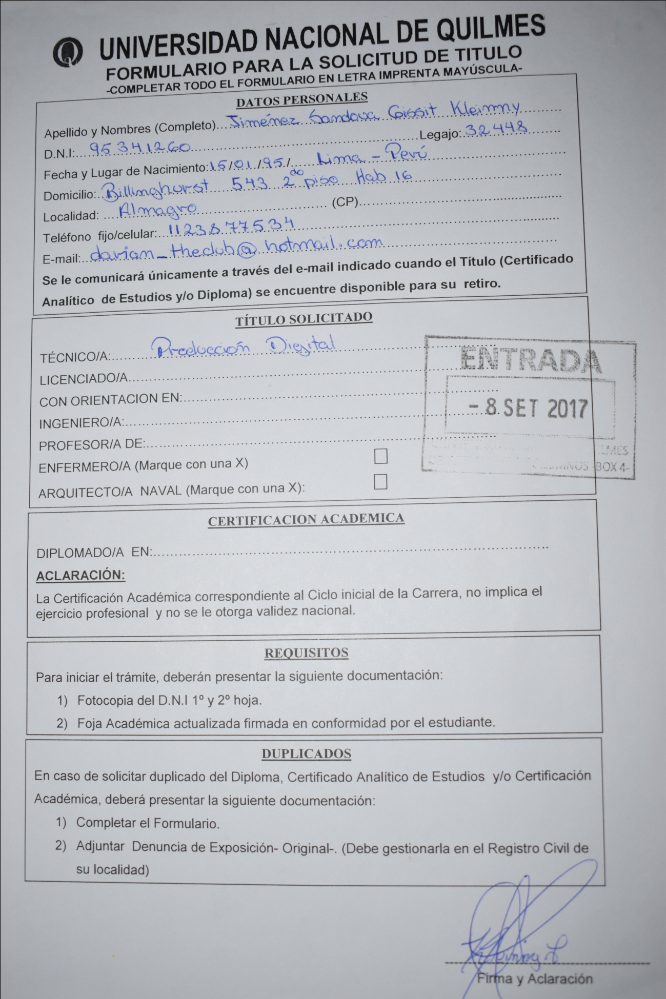 UNIVERSIDAD NACIONAL DE QUILMES
FORMULARIO PARA LA SOLICITUD DE TITULO
-COMPLETAR TODO EL FORMULARIO EN LETRA IMPRENTA MAYÚSCULA-
DATOS PERSONALES
Apellido y Nombres (Completo)...Jiménez Sandova Gissit Kleimny
D.N.I:...95341260 Legajo:32448
Fecha y Lugar de Nacimiento:15/01/95/ Lima - Perú
Domicilio: Billinghurst 543 2do piso Hab 16
Localidad: Almagro (CP)
Teléfono fijo/celular: 1123877534
E-mail: davian_theclub@hotmail.com
Se le comunicará únicamente a través del e-mail indicado cuando el Título (Certificado
Analítico de Estudios y/o Diploma) se encuentre disponible para su retiro.
TÍTULO SOLICITADO
TÉCNICO/A: Producción Digital
LICENCIADO/A
CON ORIENTACION EN:
INGENIERO/A:
PROFESOR/A DE:
ENFERMERO/A (Marque con una X)
ARQUITECTO/A NAVAL (Marque con una X):
ENTRADA
- 8 SET 2017
BOX 4-
CERTIFICACION ACADEMICA
DIPLOMADO/A EN:
ACLARACIÓN:
La Certificación Académica correspondiente al Ciclo inicial de la Carrera, no implica el
ejercicio profesional y no se le otorga validez nacional.
REQUISITOS
Para iniciar el trámite, deberán presentar la siguiente documentación:
1) Fotocopia del D.N.I 1º y 2º hoja.
2) Foja Académica actualizada firmada en conformidad por el estudiante.
DUPLICADOS
En caso de solicitar duplicado del Diploma, Certificado Analítico de Estudios y/o Certificación
Académica, deberá presentar la siguiente documentación:
1) Completar el Formulario.
2) Adjuntar Denuncia de Exposición- Original-. (Debe gestionarla en el Registro Civil de
su localidad)
Firma y Aclaración